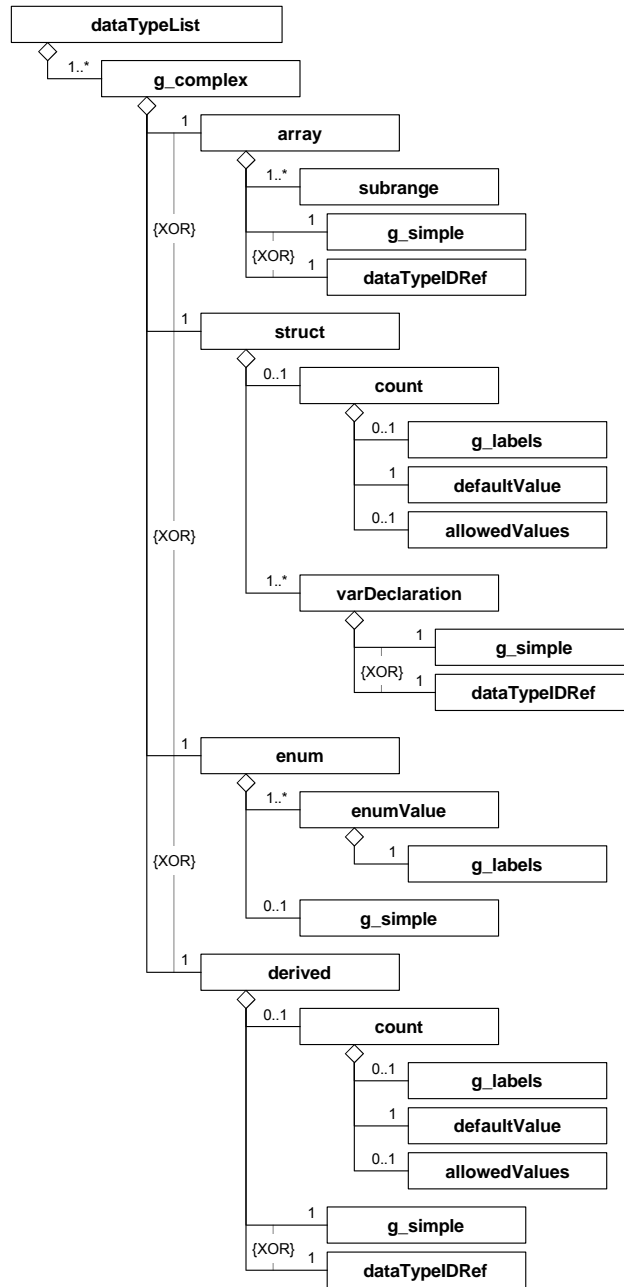 dataTypeList
1..* g_complex
1 array
1..* subrange
{XOR}
1 g_simple
{XOR}
1 dataTypeIDRef
1 struct
0..1 count
0..1 g_labels
1 defaultValue
{XOR}
0..1 allowedValues
1..* varDeclaration
1 g_simple
{XOR}
1 dataTypeIDRef
1 enum
1..* enumValue
{XOR}
1 g_labels
0..1 g_simple
1 derived
0..1 count
0..1 g_labels
1 defaultValue
0..1 allowedValues
1 g_simple
{XOR}
1 dataTypeIDRef